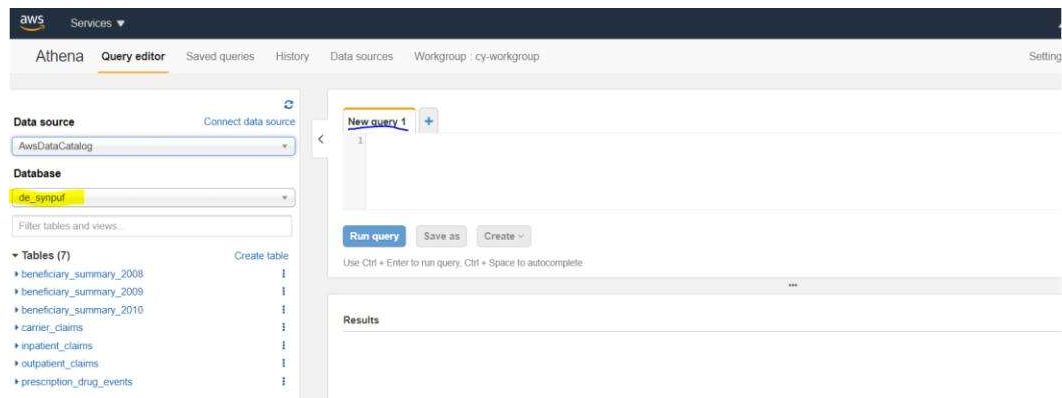 aws Services ▼
Athena Query editor Saved queries History Data sources Workgroup : cy-workgroup Setting
Data source Connect data source
AwsDataCatalog
Database
de_synpuf
Filter tables and views...
Tables (7) Create table
beneficiary_summary_2008
beneficiary_summary_2009
beneficiary_summary_2010
carrier_claims
inpatient_claims
outpatient_claims
prescription_drug_events
New query 1 +
1
Run query Save as Create
Use Ctrl + Enter to run query, Ctrl + Space to autocomplete
Results